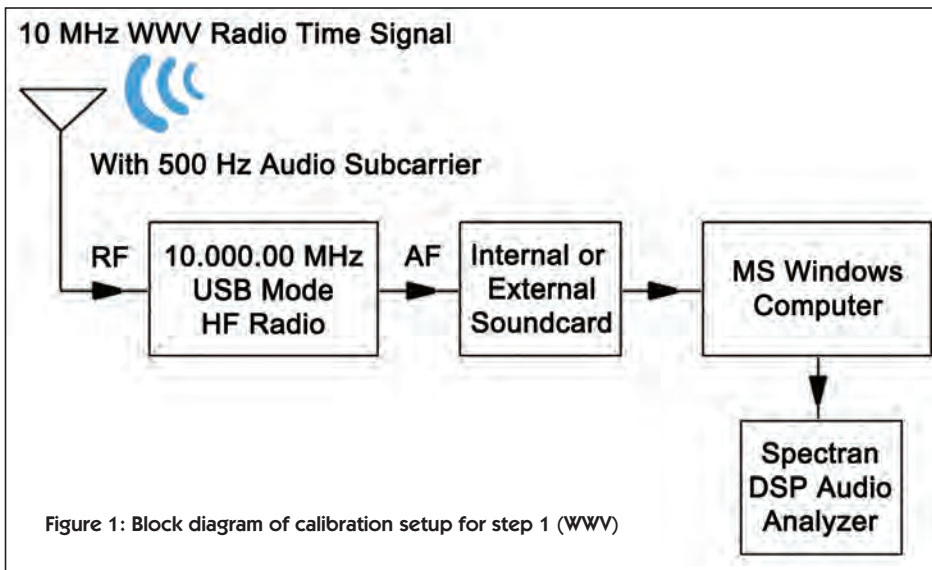 10 MHz WWV Radio Time Signal
With 500 Hz Audio Subcarrier
RF
10.000.00 MHz
USB Mode
HF Radio
AF
Internal or
External
Soundcard
MS Windows
Computer
Spectran
DSP Audio
Analyzer
Figure 1: Block diagram of calibration setup for step 1 (WWV)